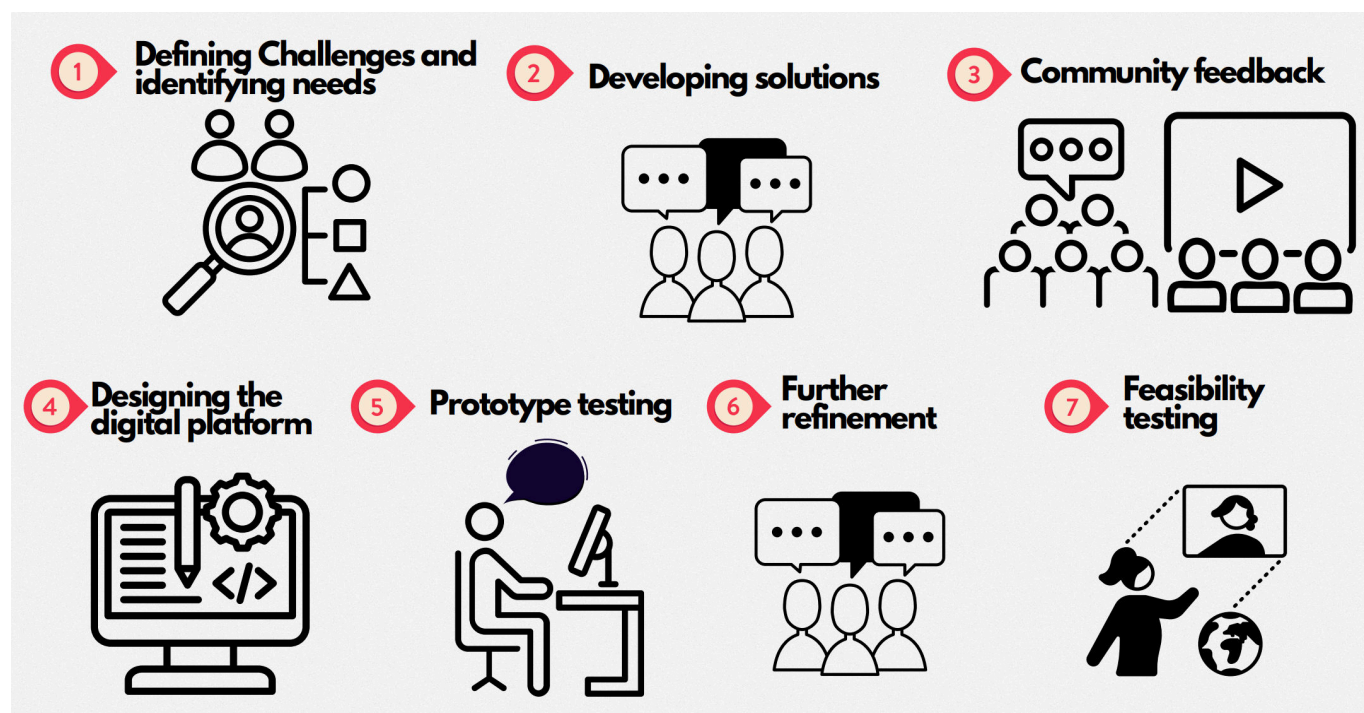 1
Defining Challenges and
identifying needs
2
Developing solutions
3
Community feedback
4
Designing the
digital platform
5
Prototype testing
6
Further
refinement
7
Feasibility
testing